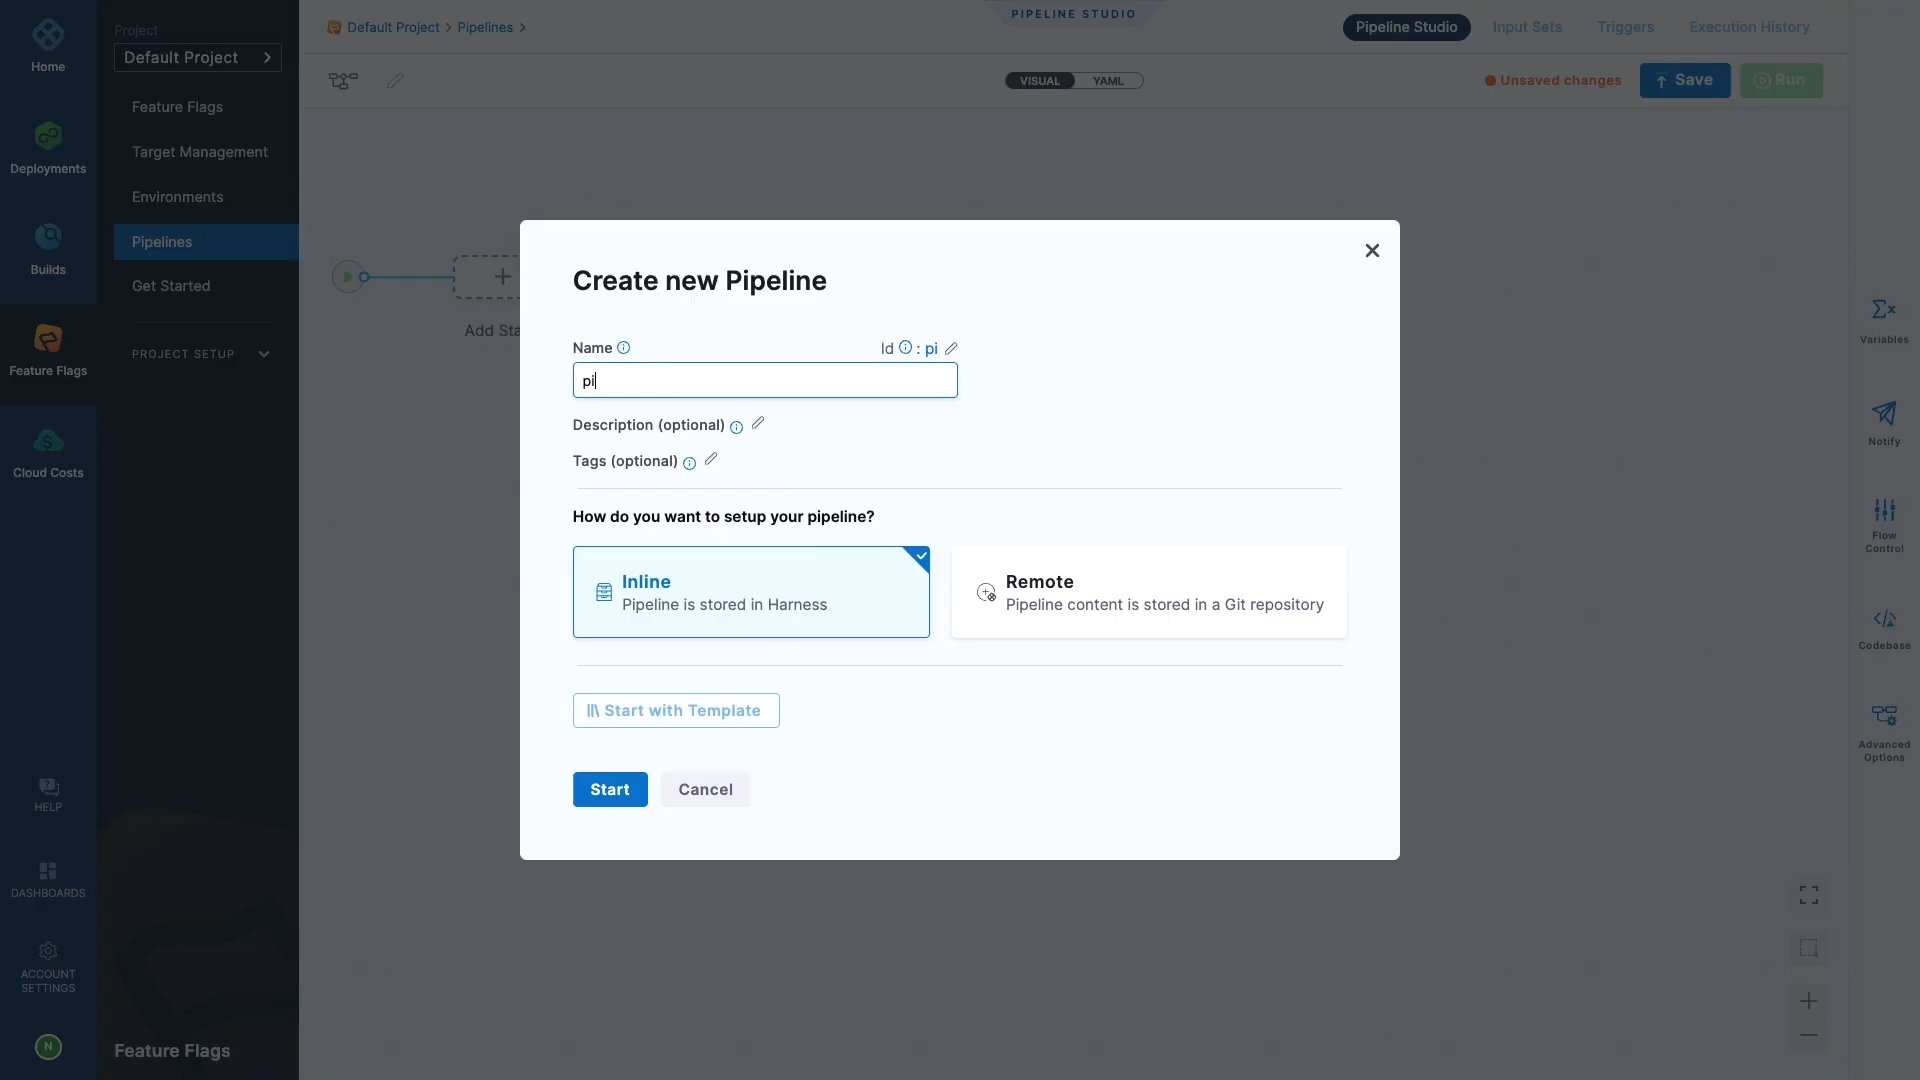 Home
Deployments
Builds
Feature Flags
Cloud Costs
HELP
DASHBOARDS
ACCOUNT
SETTINGS
N
Project
Default Project
Feature Flags
Target Management
Environments
Pipelines
Get Started
PROJECT SETUP
Feature Flags
Default Project > Pipelines >
PIPELINE STUDIO
Pipeline Studio
Input Sets
Triggers
Execution History
VISUAL
YAML
Unsaved changes
Save
Run
Add Sta
Create new Pipeline
Name
Id : pi
pi
Description (optional)
Tags (optional)
How do you want to setup your pipeline?
Inline
Pipeline is stored in Harness
Remote
Pipeline content is stored in a Git repository
Start with Template
Start
Cancel
Variables
Notify
Flow
Control
Codebase
Advanced
Options